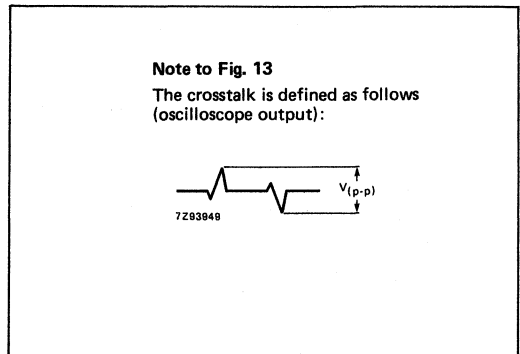 Note to Fig. 13
The crosstalk is defined as follows
(oscilloscope output):
V(p-p)
7Z93949